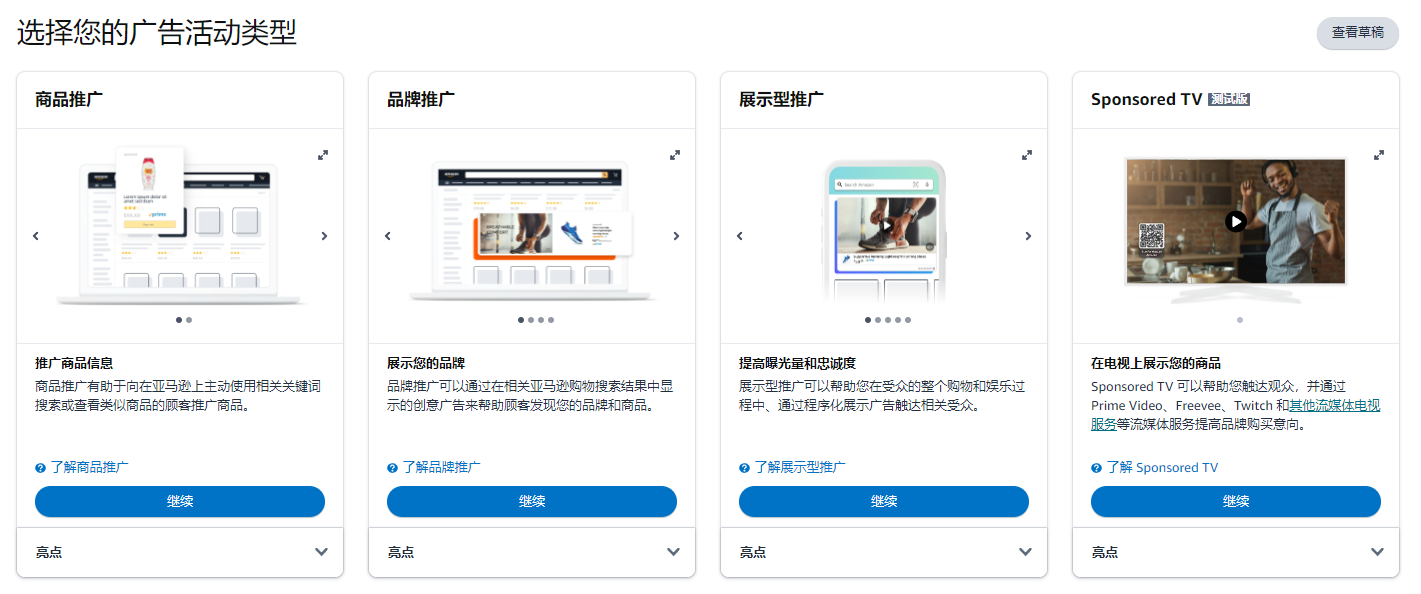 选择您的广告活动类型
查看草稿
商品推广
推广商品信息
商品推广有助于向在亚马逊上主动使用相关关键词
搜索或查看类似商品的顾客推广商品。
了解商品推广
继续
亮点
品牌推广
展示您的品牌
品牌推广可以通过在相关亚马逊购物搜索结果中显
示的创意广告来帮助顾客发现您的品牌和商品。
了解品牌推广
继续
亮点
展示型推广
Search Amazon
提高曝光量和忠诚度
展示型推广可以帮助您在受众的整个购物和娱乐过
程中、通过程序化展示广告触达相关受众。
了解展示型推广
继续
亮点
Sponsored TV 测试版
在电视上展示您的商品
Sponsored TV 可以帮助您触达观众，并通过
Prime Video、Freevee、Twitch 和其他流媒体电视
服务等流媒体服务提高品牌购买意向。
了解 Sponsored TV
继续
亮点